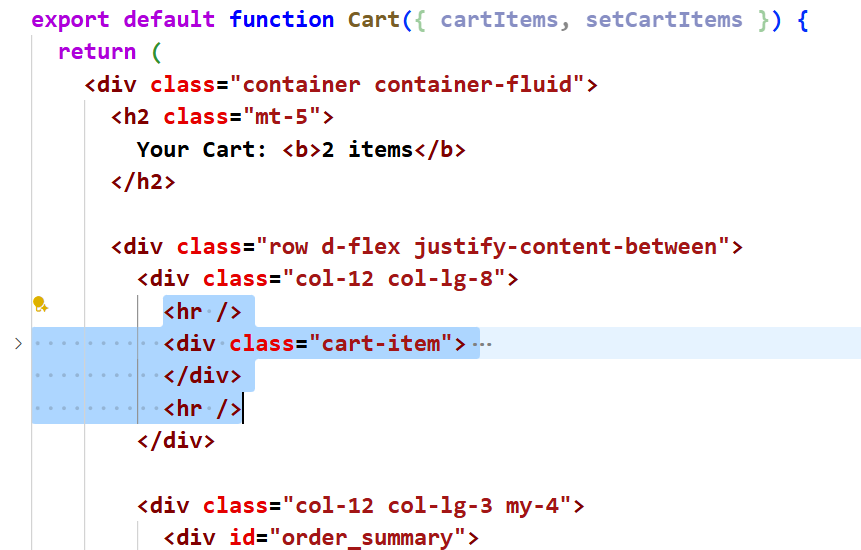 export default function Cart({ cartItems, setCartItems }) {
return (
<div class="container container-fluid">
<h2 class="mt-5">
Your Cart: <b>2 items</b>
</h2>
<div class="row d-flex justify-content-between">
<div class="col-12 col-lg-8">
<hr />
<div class="cart-item">···
</div>
<hr />
</div>
<div class="col-12 col-lg-3 my-4">
<div id="order_summary">